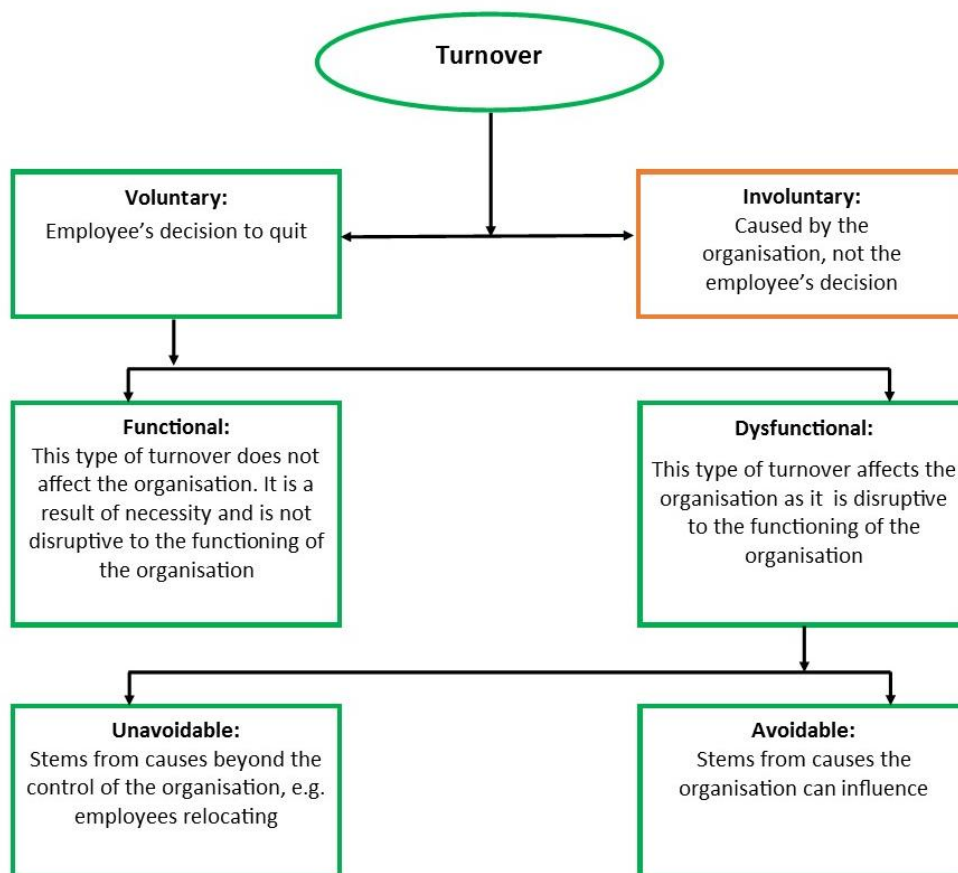 Turnover
Voluntary:
Employee's decision to quit
Involuntary:
Caused by the
organisation, not the
employee's decision
Functional:
This type of turnover does not
affect the organisation. It is a
result of necessity and is not
disruptive to the functioning of
the organisation
Dysfunctional:
This type of turnover affects the
organisation as it is disruptive
to the functioning of the
organisation
Unavoidable:
Stems from causes beyond the
control of the organisation, e.g.
employees relocating
Avoidable:
Stems from causes the
organisation can influence